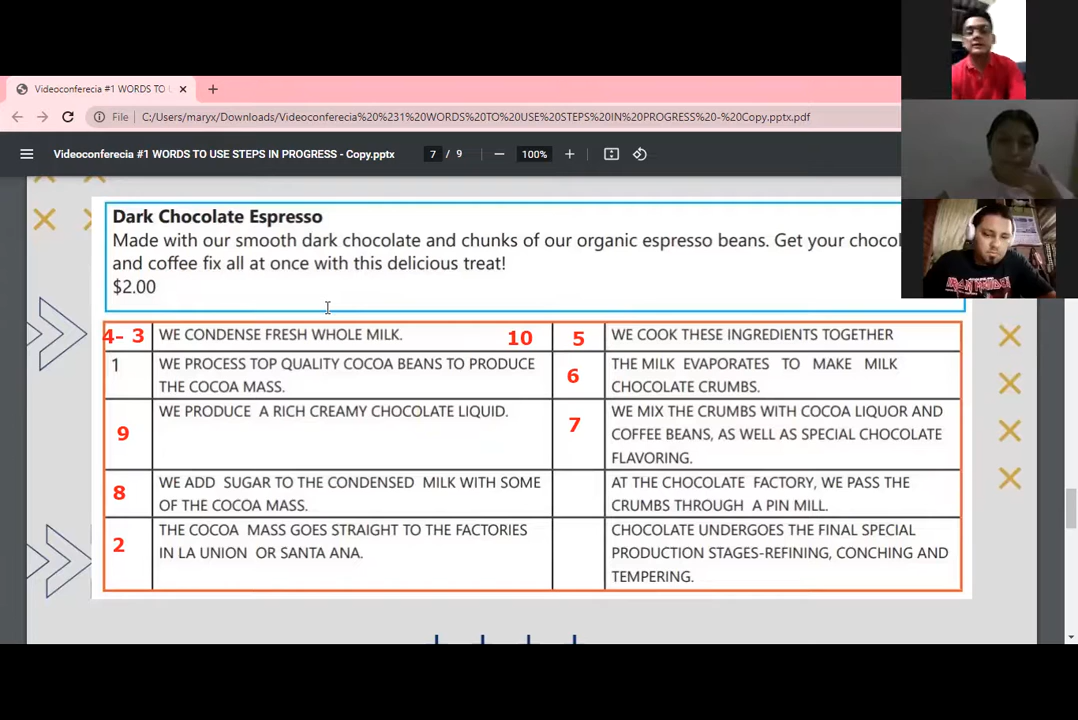 Videoconferecia #1 WORDS TO
File C:/Users/maryx/Downloads/Videoconferecia%20%231%20WORDS%20TO%20USE%20STEPS%20IN%20PROGRESS%20-%20Copy.pptx.pdf
Videoconferecia #1 WORDS TO USE STEPS IN PROGRESS - Copy.pptx 7 / 9 100%
Dark Chocolate Espresso
Made with our smooth dark chocolate and chunks of our organic espresso beans. Get your
and coffee fix all at once with this delicious treat!
$2.00
4- 3 WE CONDENSE FRESH WHOLE MILK. 10 5 WE COOK THESE INGREDIENTS TOGETHER
1 WE PROCESS TOP QUALITY COCOA BEANS TO PRODUCE
THE COCOA MASS.
6 THE MILK EVAPORATES TO MAKE MILK
CHOCOLATE CRUMBS.
9 WE PRODUCE A RICH CREAMY CHOCOLATE LIQUID.
7 WE MIX THE CRUMBS WITH COCOA LIQUOR AND
COFFEE BEANS, AS WELL AS SPECIAL CHOCOLATE
FLAVORING.
8 WE ADD SUGAR TO THE CONDENSED MILK WITH SOME
OF THE COCOA MASS.
AT THE CHOCOLATE FACTORY, WE PASS THE
CRUMBS THROUGH A PIN MILL.
2 THE COCOA MASS GOES STRAIGHT TO THE FACTORIES
IN LA UNION OR SANTA ANA.
CHOCOLATE UNDERGOES THE FINAL SPECIAL
PRODUCTION STAGES-REFINING, CONCHING AND
TEMPERING.
IRON MAIDEN